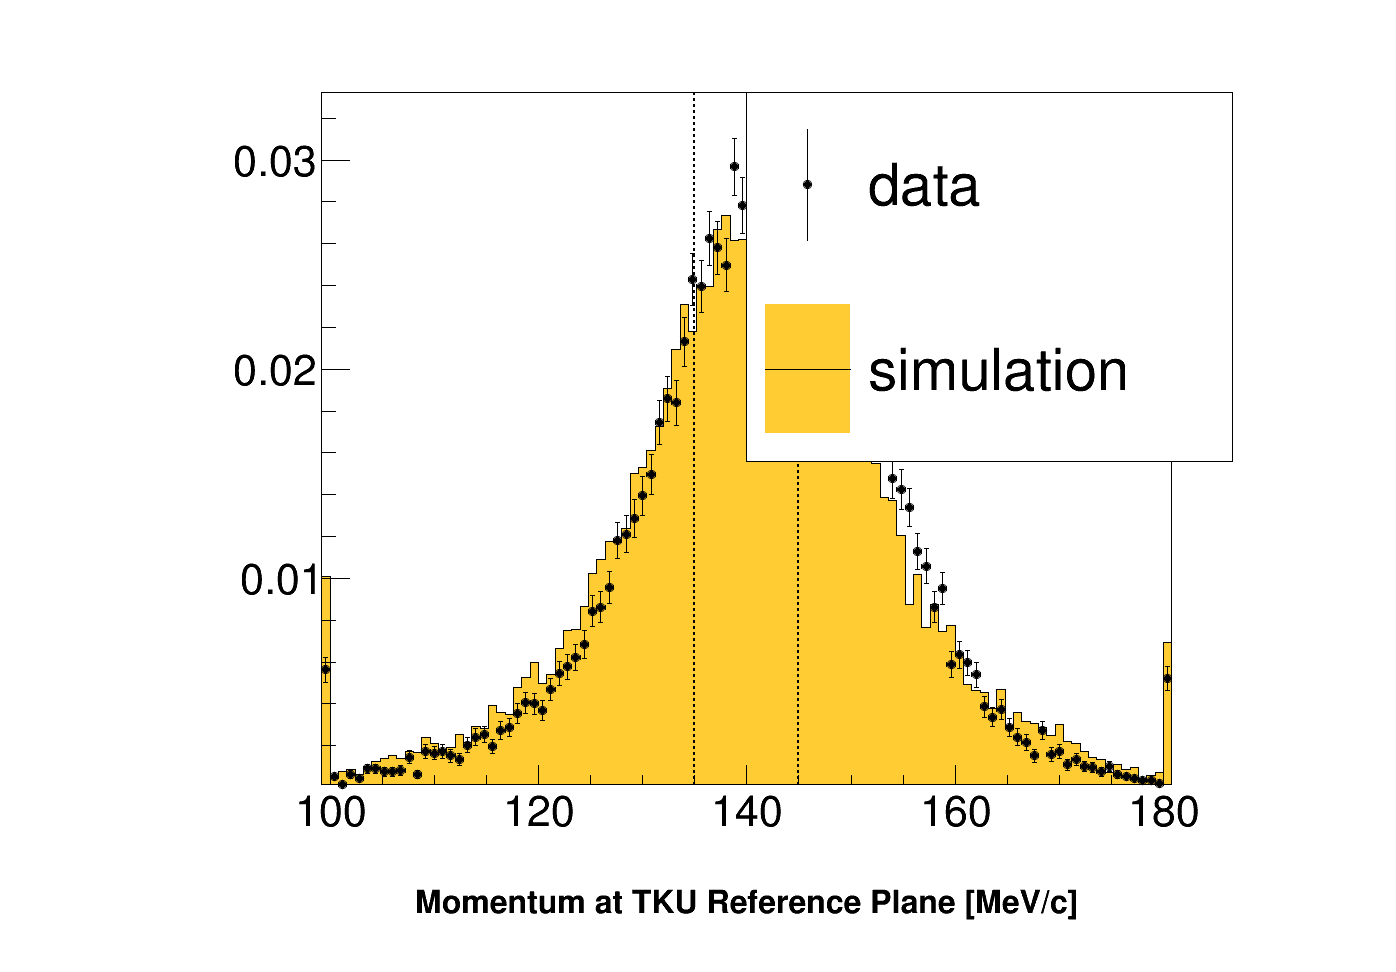 0.03
data
0.02
simulation
0.01
100 120 140 160 180
Momentum at TKU Reference Plane [MeV/c]